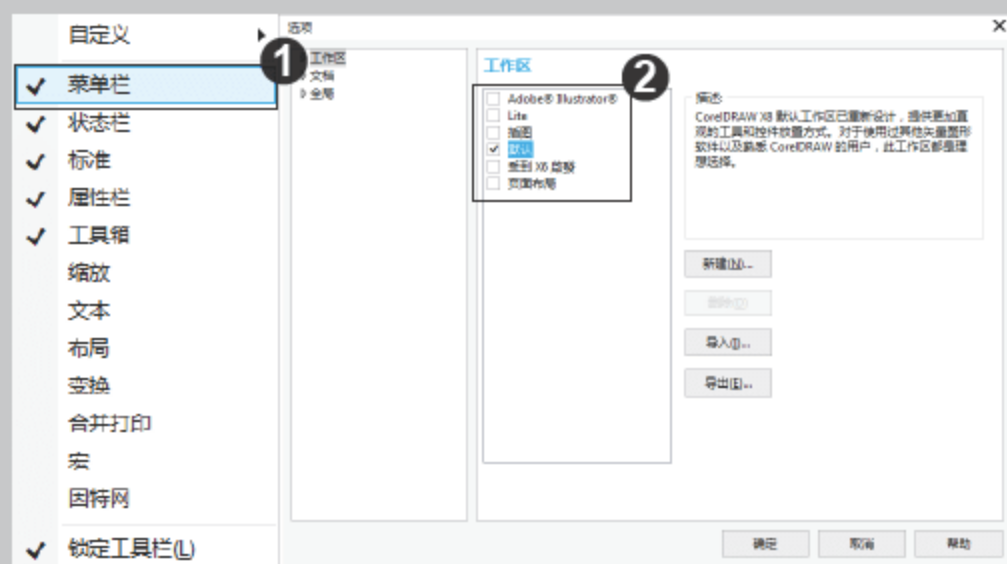 自定义
菜单栏
状态栏
标准
属性栏
工具箱
缩放
文本
布局
变换
合并打印
宏
因特网
锁定工具栏(L)
1
选项
工作区
文档
全局
工作区
2
Adobe® Illustrator®
Lite
插图
默认
受到 X6 启发
页面布局
描述:
CorelDRAW X8 默认工作区已重新设计，提供更加直
观的工具和控件放置方式。对于使用过其他矢量图形
软件以及熟悉 CorelDRAW 的用户，此工作区都是理
想选择。
新建(N)...
删除(D)
导入(I)...
导出(E)...
确定
取消
帮助